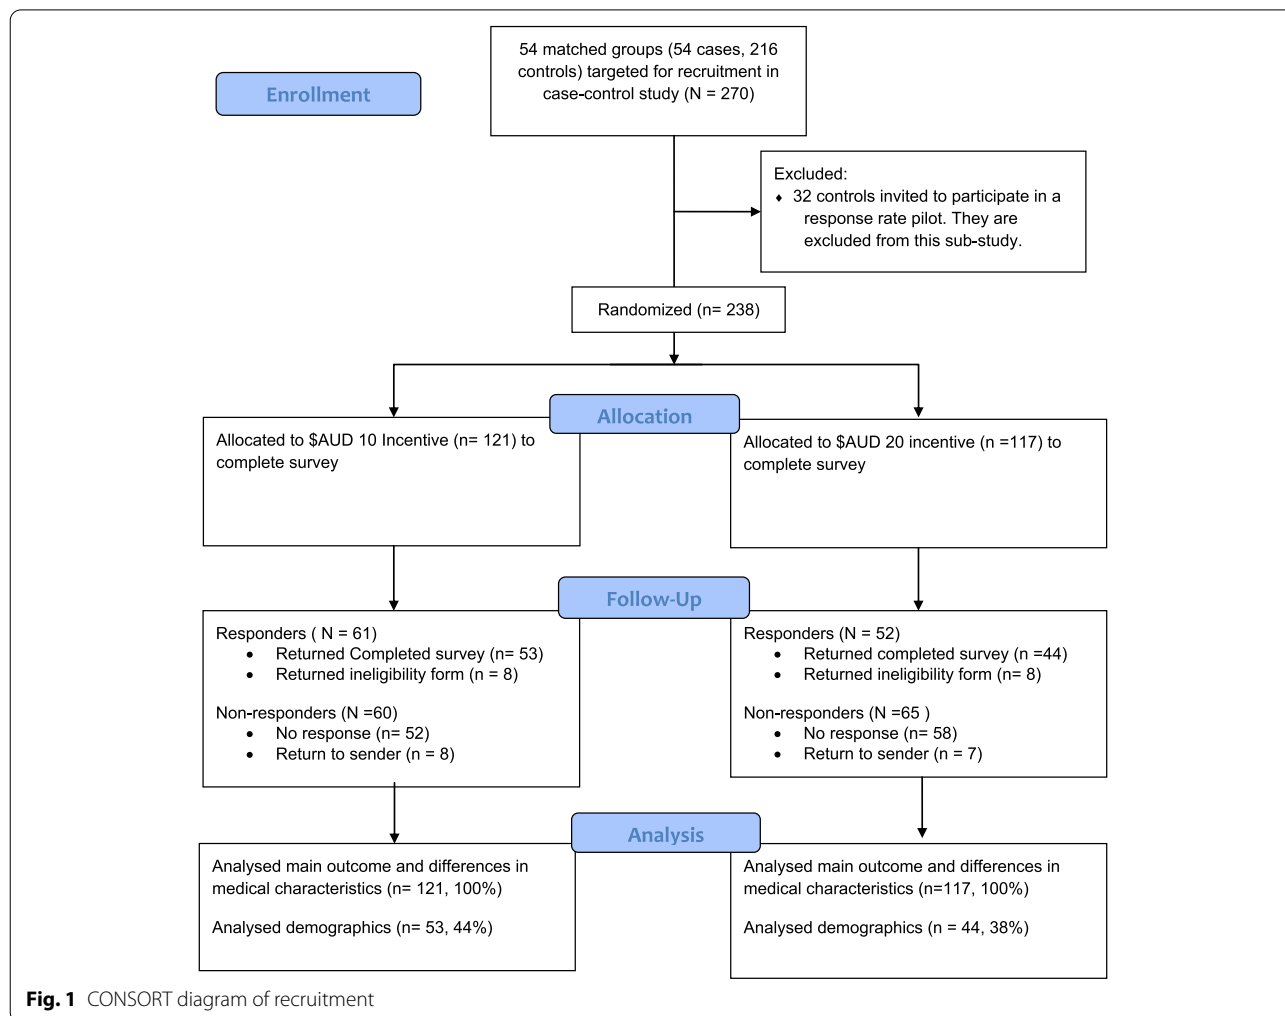 54 matched groups (54 cases, 216
controls) targeted for recruitment in
case-control study (N = 270)
Enrollment
Excluded:
♦ 32 controls invited to participate in a
response rate pilot. They are
excluded from this sub-study.
Randomized (n= 238)
Allocation
Allocated to $AUD 10 Incentive (n= 121) to
complete survey
Allocated to $AUD 20 incentive (n =117) to
complete survey
Follow-Up
Responders ( N = 61)
• Returned Completed survey (n= 53)
• Returned ineligibility form (n = 8)
Non-responders (N =60)
• No response (n= 52)
• Return to sender (n = 8)
Responders (N = 52)
• Returned completed survey (n =44)
• Returned ineligibility form (n= 8)
Non-responders (N =65 )
• No response (n= 58)
• Return to sender (n = 7)
Analysis
Analysed main outcome and differences in
medical characteristics (n= 121, 100%)
Analysed demographics (n= 53, 44%)
Analysed main outcome and differences in
medical characteristics (n=117, 100%)
Analysed demographics (n = 44, 38%)
Fig. 1 CONSORT diagram of recruitment